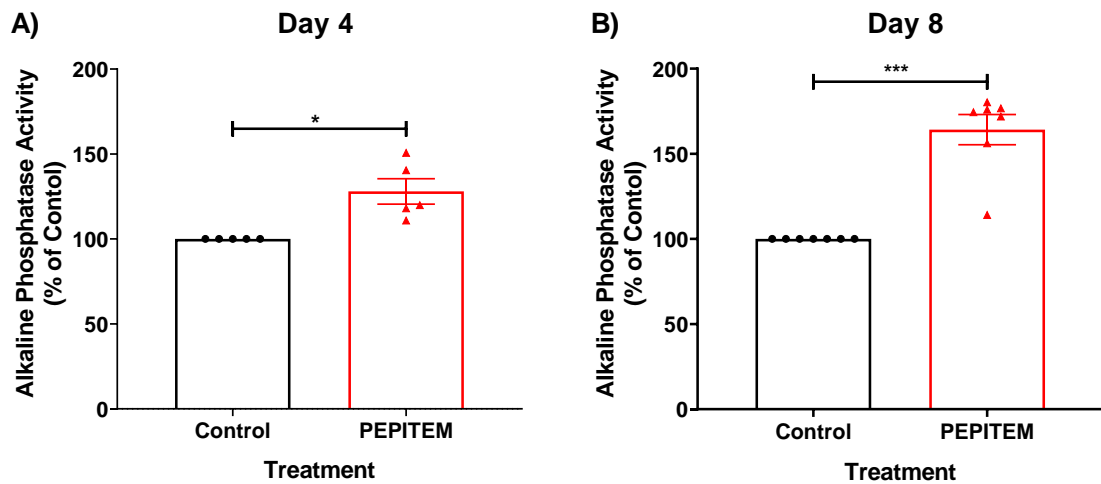 A)
Day 4
Alkaline Phosphatase Activity
(% of Contol)
200
150
100
50
0
*
Control
PEPITEM
Treatment
B)
Day 8
Alkaline Phosphatase Activity
(% of Control)
200
150
100
50
0
***
Control
PEPITEM
Treatment